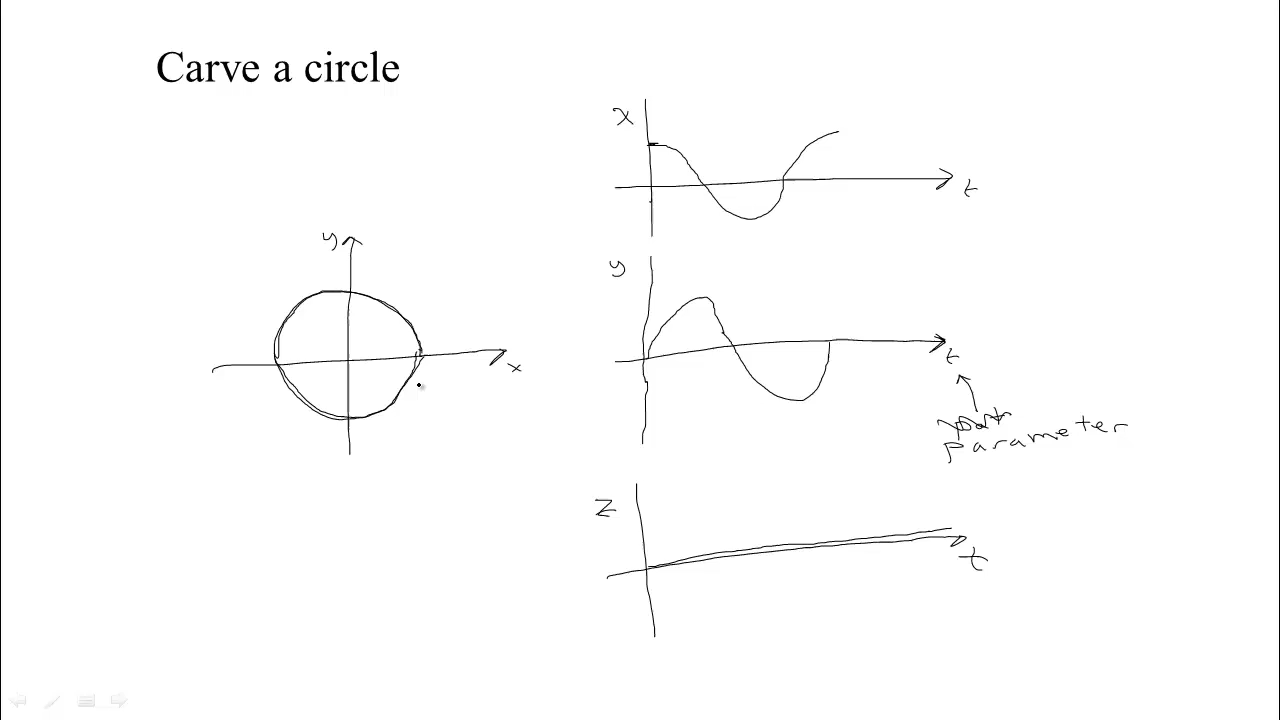 Carve a circle
x
t
y
x
y
t
parameter
z
t